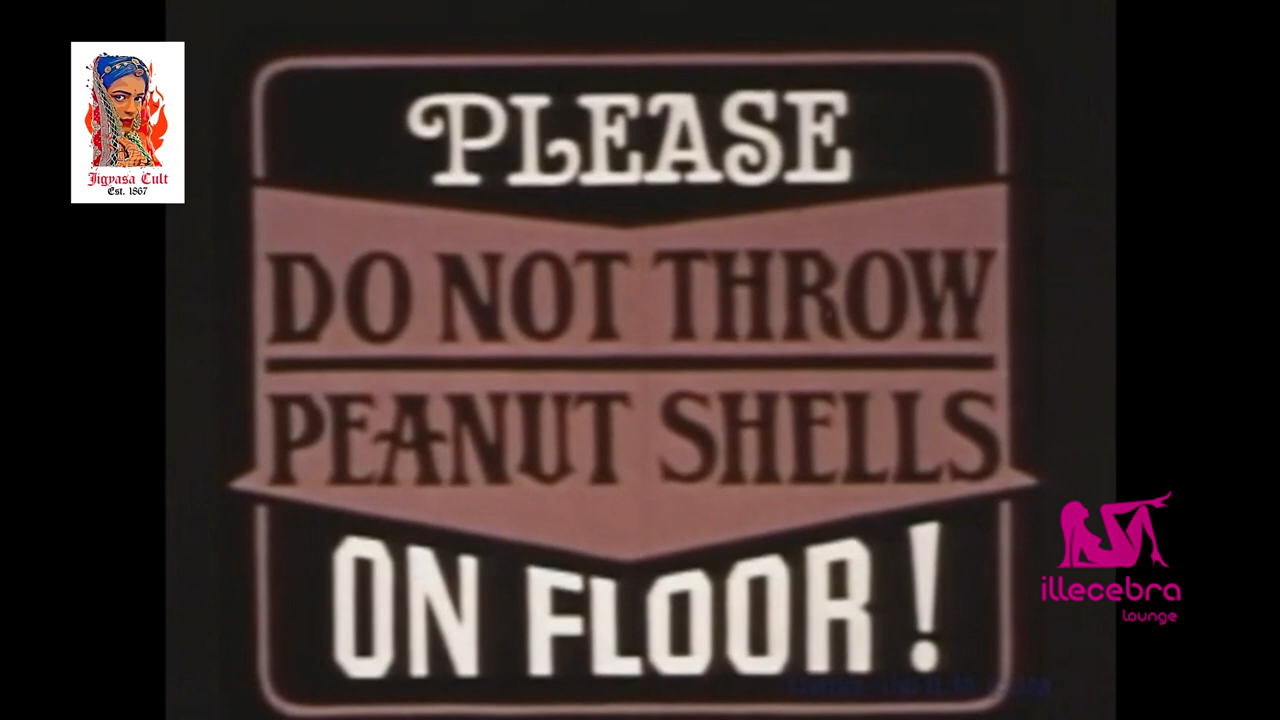 Jigyasa Cult
Est. 1867
PLEASE
DO NOT THROW
PEANUT SHELLS
ON FLOOR!
illecebra
lounge